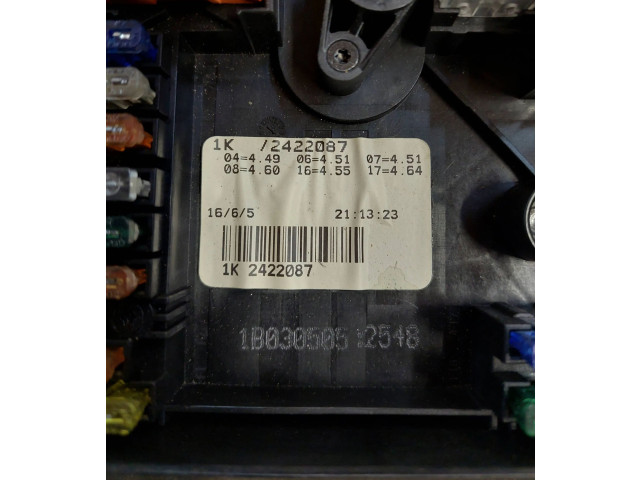 1K /2422087
04=4.49 06=4.51 07=4.51
08=4.60 16=4.55 17=4.64
16/6/5 21:13:23
1K 2422087
1B030505:2548